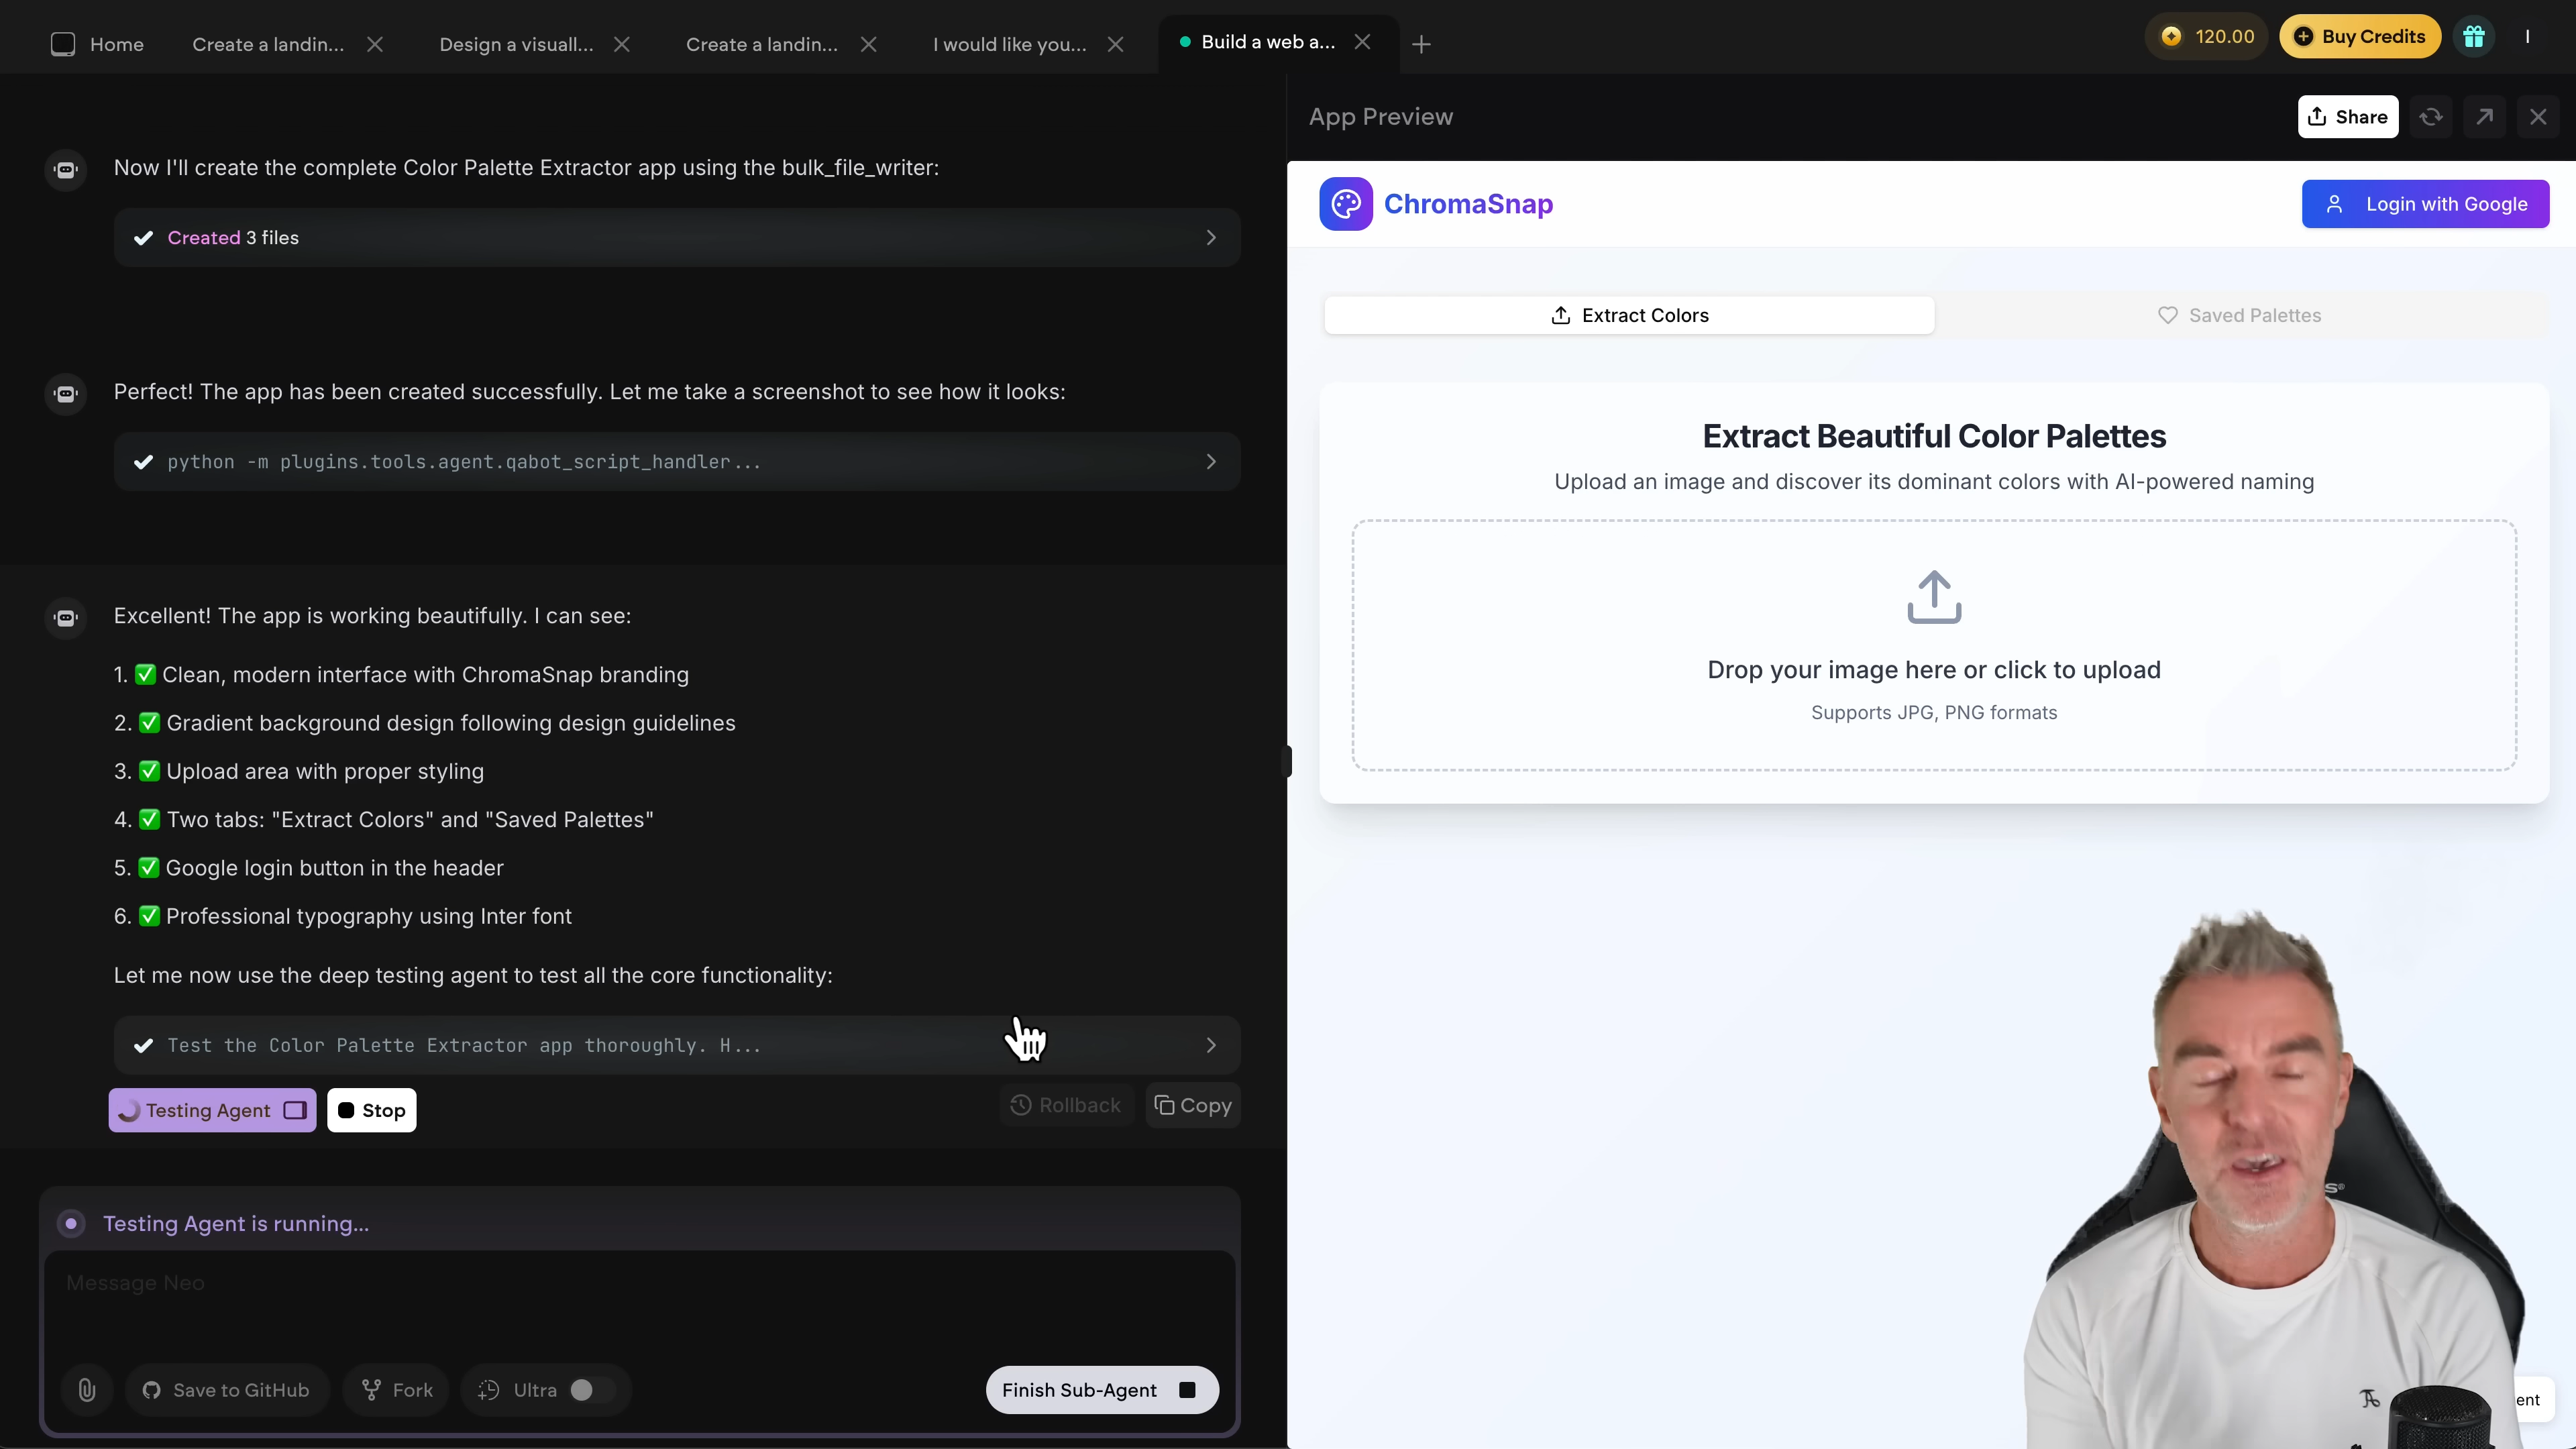 Home
Create a landin...
Design a visuall...
Create a landin...
I would like you...
Build a web a...
120.00
Buy Credits
I
Now I'll create the complete Color Palette Extractor app using the bulk_file_writer:
Created 3 files
Perfect! The app has been created successfully. Let me take a screenshot to see how it looks:
python -m plugins.tools.agent.qabot_script_handler...
Excellent! The app is working beautifully. I can see:
1. ✅ Clean, modern interface with ChromaSnap branding
2. ✅ Gradient background design following design guidelines
3. ✅ Upload area with proper styling
4. ✅ Two tabs: "Extract Colors" and "Saved Palettes"
5. ✅ Google login button in the header
6. ✅ Professional typography using Inter font
Let me now use the deep testing agent to test all the core functionality:
Test the Color Palette Extractor app thoroughly. H...
Testing Agent
Stop
Rollback
Copy
Testing Agent is running...
Message Neo
Save to GitHub
Fork
Ultra
Finish Sub-Agent
App Preview
Share
ChromaSnap
Login with Google
Extract Colors
Saved Palettes
Extract Beautiful Color Palettes
Upload an image and discover its dominant colors with AI-powered naming
Drop your image here or click to upload
Supports JPG, PNG formats